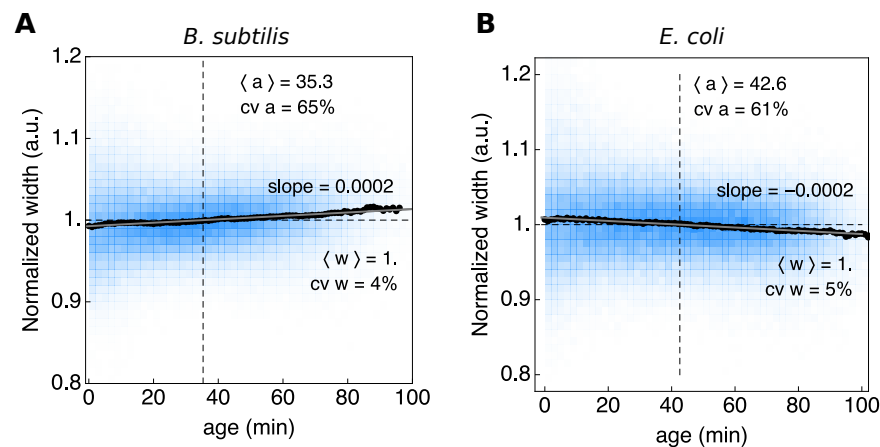 A
B. subtilis
1.2
1.1
1.
0.9
0.8
Normalized width (a.u.)
⟨ a ⟩ = 35.3
cv a = 65%
slope = 0.0002
⟨ w ⟩ = 1.
cv w = 4%
0
20
40
60
80
100
age (min)
B
E. coli
1.2
1.1
1.
0.9
0.8
Normalized width (a.u.)
⟨ a ⟩ = 42.6
cv a = 61%
slope = −0.0002
⟨ w ⟩ = 1.
cv w = 5%
0
20
40
60
80
100
age (min)